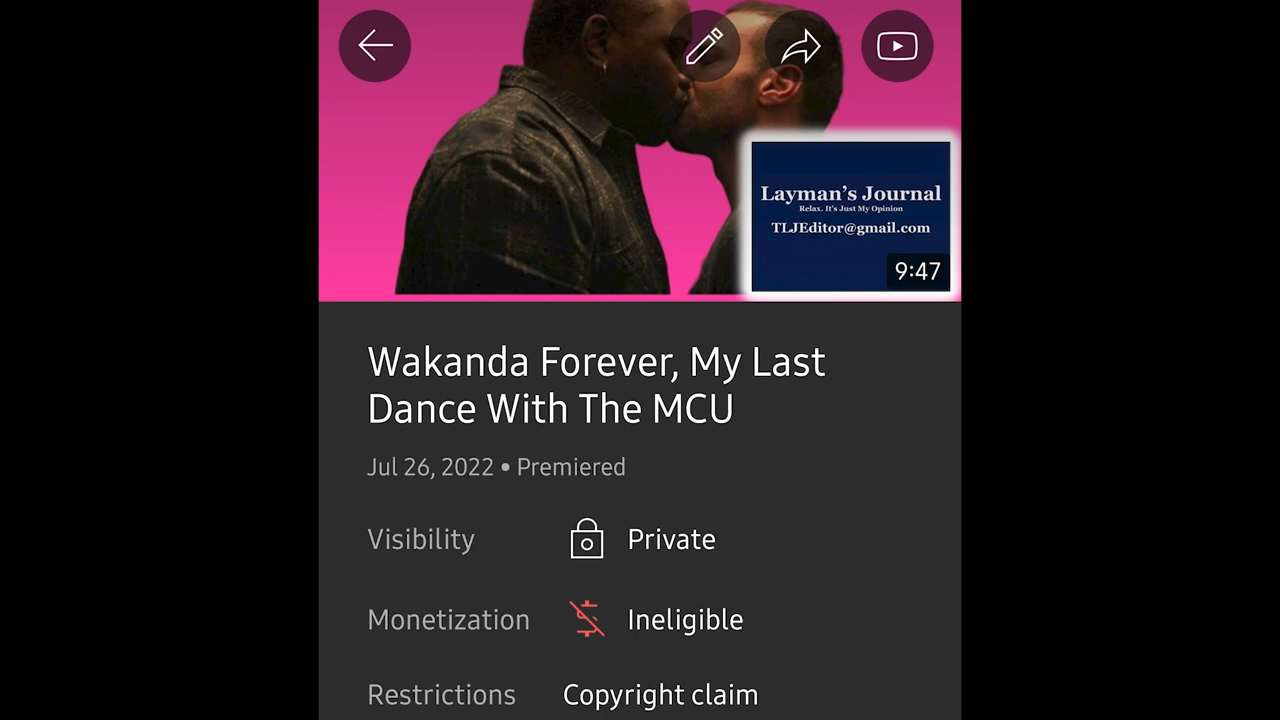 Layman's Journal
Relax. It's Just My Opinion
TLJEditor@gmail.com
9:47
Wakanda Forever, My Last
Dance With The MCU
Jul 26, 2022 • Premiered
Visibility Private
Monetization Ineligible
Restrictions Copyright claim